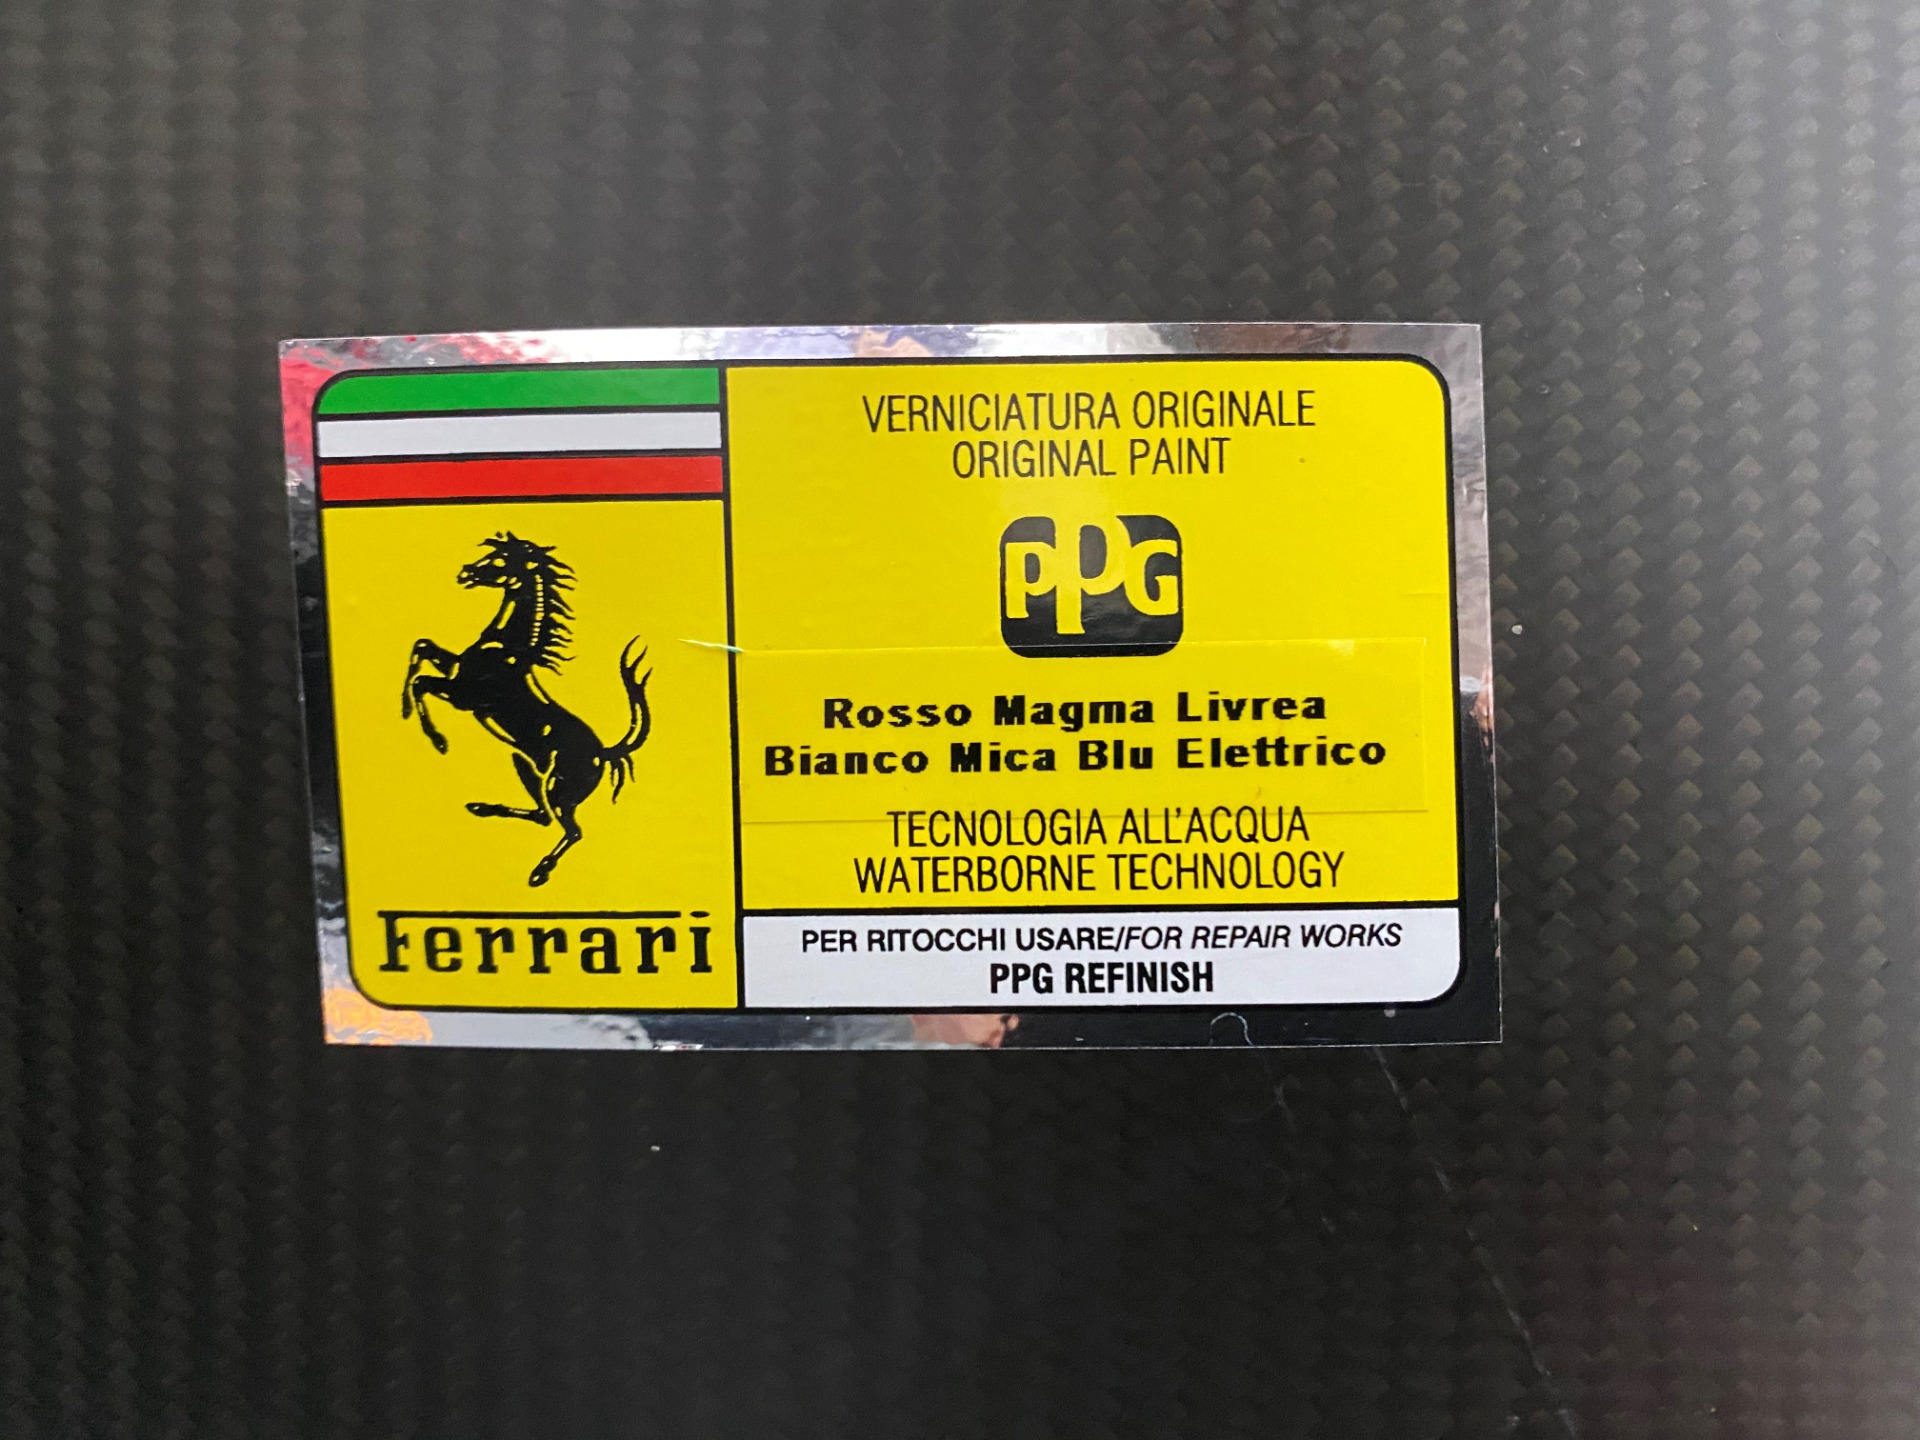 Ferrari
VERNICIATURA ORIGINALE
ORIGINAL PAINT
PPG
Rosso Magma Livrea
Bianco Mica Blu Elettrico
TECNOLOGIA ALL'ACQUA
WATERBORNE TECHNOLOGY
PER RITOCCHI USARE/FOR REPAIR WORKS
PPG REFINISH